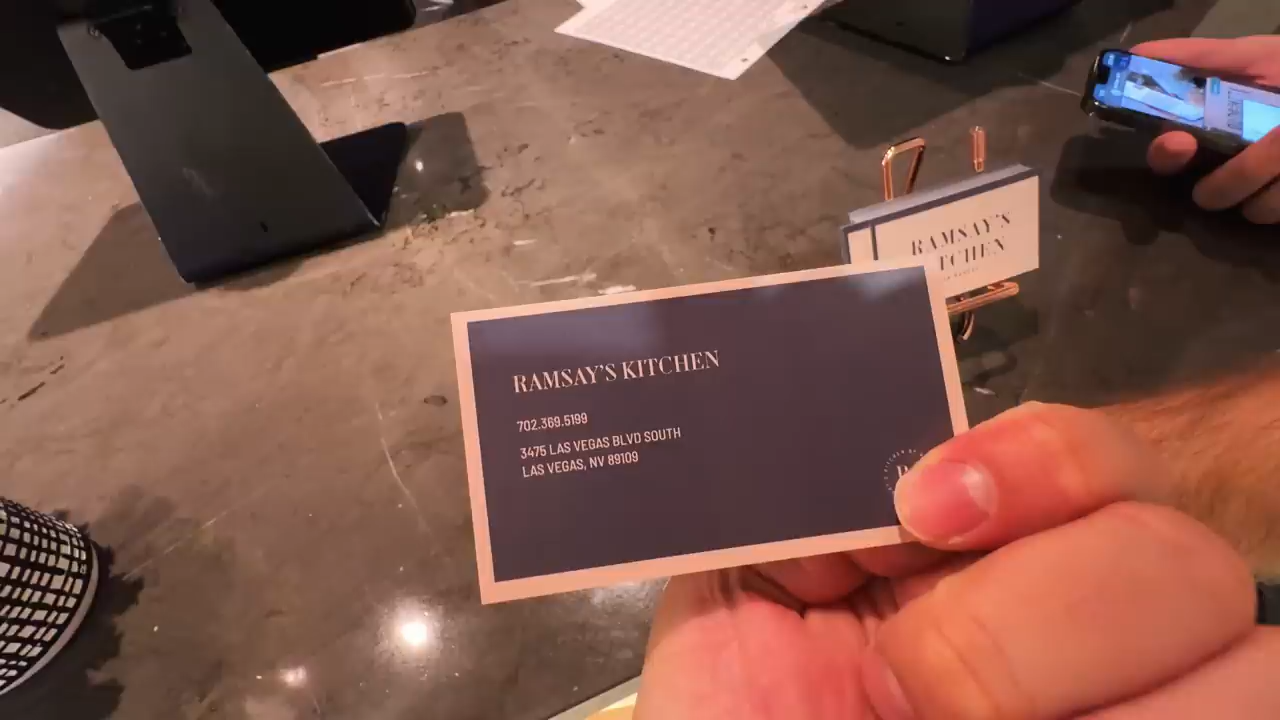 RAMSAY'S
KITCHEN
RAMSAY'S KITCHEN
702.369.5199
3475 LAS VEGAS BLVD SOUTH
LAS VEGAS, NV 89109